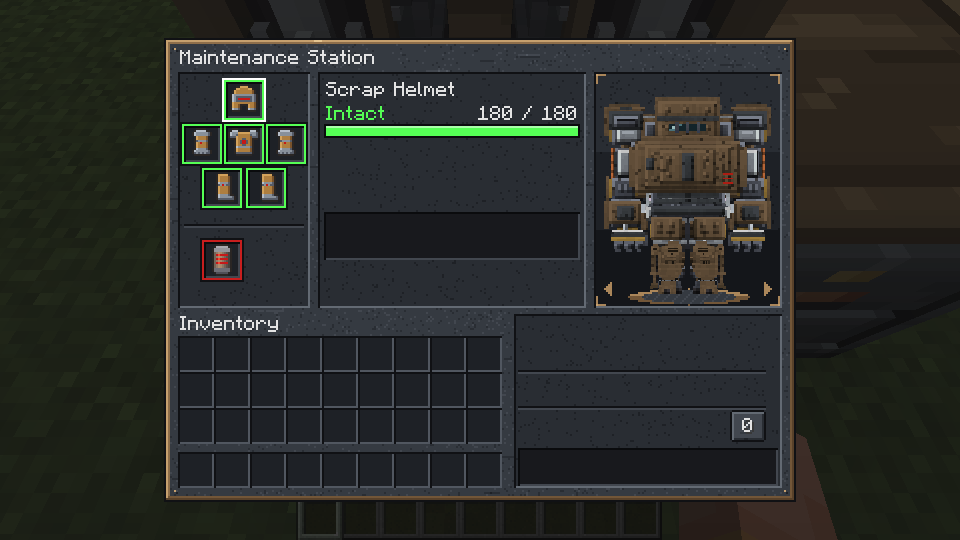 Maintenance Station
Scrap Helmet
Intact 180 / 180
Inventory
0